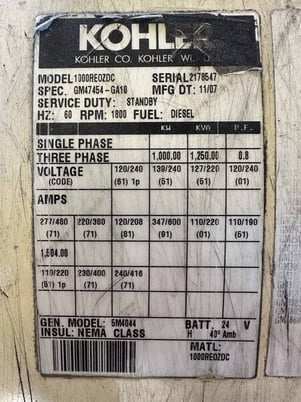 KOHLER
KOHLER CO. KOHLER
MODEL 1000REOZDC SERIAL 2178547
SPEC. GM47454-GA18 MFG DT: 11/07
SERVICE DUTY: STANDBY
HZ: 60 RPM: 1800 FUEL: DIESEL
KW KVA P.F.
SINGLE PHASE
THREE PHASE 1,000.00 1,250.00 0.8
VOLTAGE 120/240 139/240 127/220 120/240
(CODE) (61) 1p (51) (51) (01)
AMPS
277/480 220/380 120/208 347/600 110/220 110/190
(71) (71) (81) (91) (01) (51)
1,504.00
110/220 230/400 240/416
(61) 1p (71) (71)
GEN. MODEL: 5M4044 BATT. 24 V
INSUL: NEMA CLASS H 40° Amb
MATL:
1000REOZDC